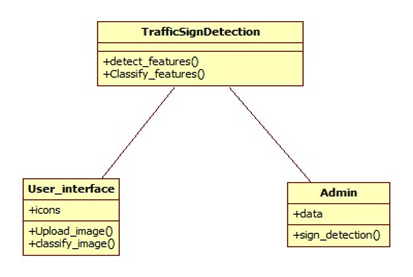 TrafficSignDetection
+detect_features()
+Classify_features()
User_interface
+icons
+Upload_image()
+classify_image()
Admin
+data
+sign_detection()